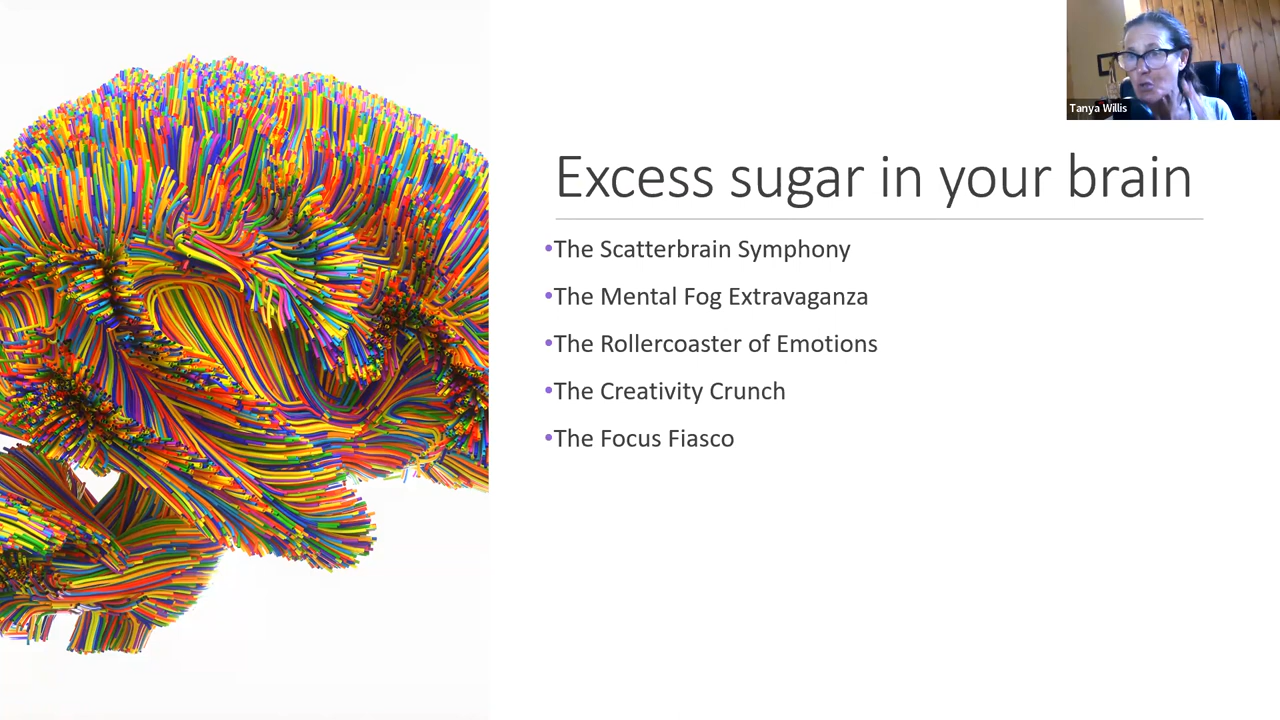 Tanya Willis
Excess sugar in your brain
•The Scatterbrain Symphony
•The Mental Fog Extravaganza
•The Rollercoaster of Emotions
•The Creativity Crunch
•The Focus Fiasco